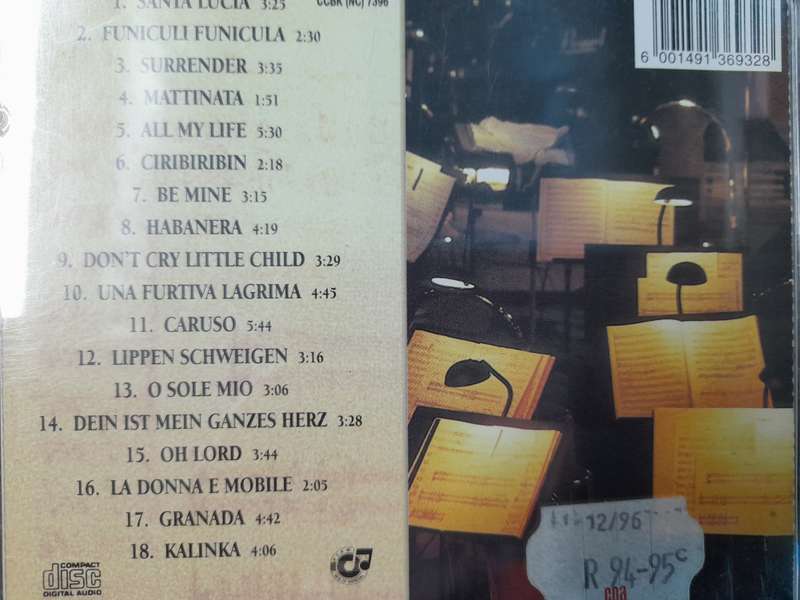 1. SANTA LUCIA 3:25
CCBK (NC) 7396
2. FUNICULI FUNICULA 2:30
3. SURRENDER 3:35
4. MATTINATA 1:51
5. ALL MY LIFE 5:30
6. CIRIBIRIBIN 2:18
7. BE MINE 3:15
8. HABANERA 4:19
9. DON'T CRY LITTLE CHILD 3:29
10. UNA FURTIVA LAGRIMA 4:45
11. CARUSO 5:44
12. LIPPEN SCHWEIGEN 3:16
13. O SOLE MIO 3:06
14. DEIN IST MEIN GANZES HERZ 3:28
15. OH LORD 3:44
16. LA DONNA E MOBILE 2:05
17. GRANADA 4:42
18. KALINKA 4:06
COMPACT
disc
DIGITAL AUDIO
6 001491 369328
12/96
R 94-95c
cna